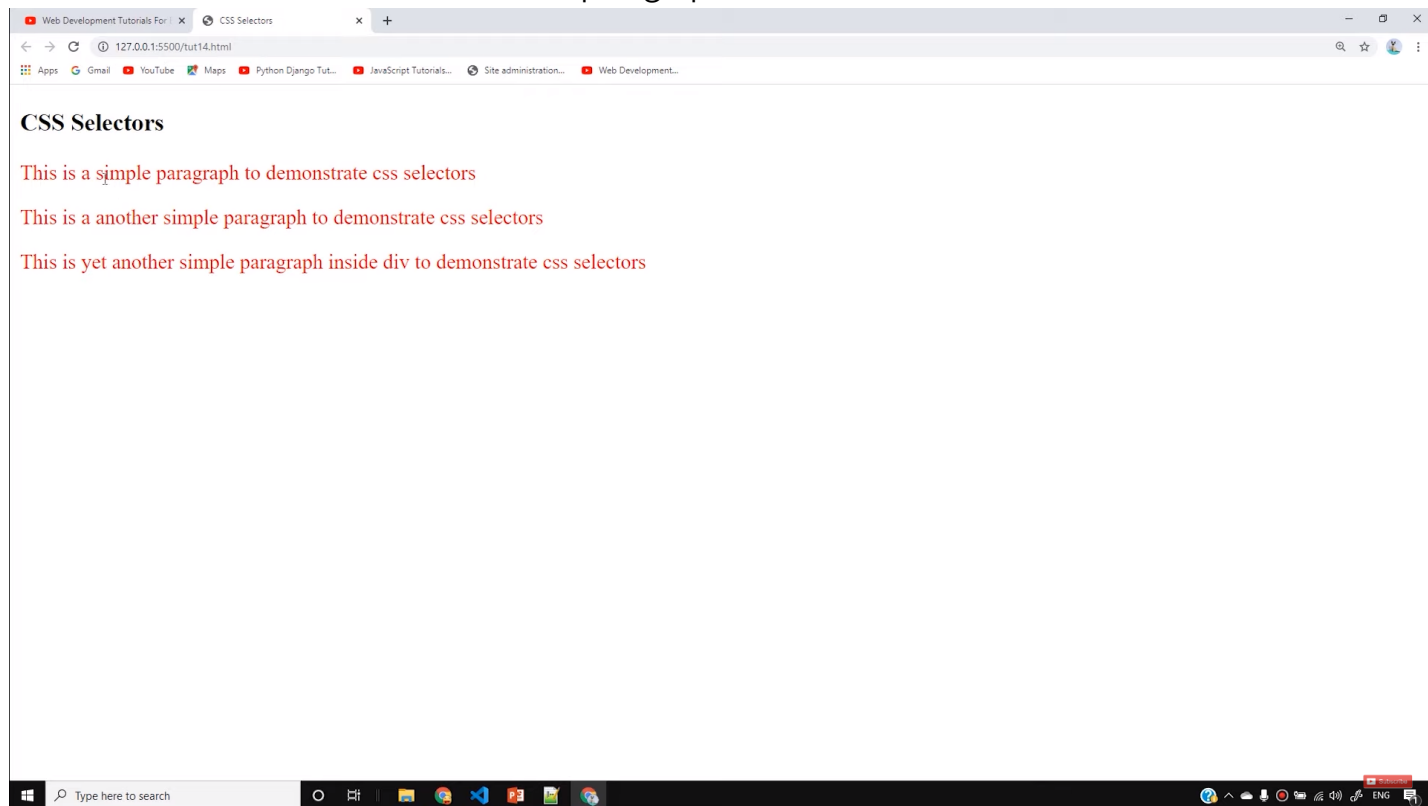 Web Development Tutorials For
CSS Selectors
127.0.0.1:5500/tut14.html
Apps
Gmail
YouTube
Maps
Python Django Tut...
JavaScript Tutorials...
Site administration...
Web Development...
CSS Selectors
This is a simple paragraph to demonstrate css selectors
This is a another simple paragraph to demonstrate css selectors
This is yet another simple paragraph inside div to demonstrate css selectors
Subscribe
Type here to search
ENG